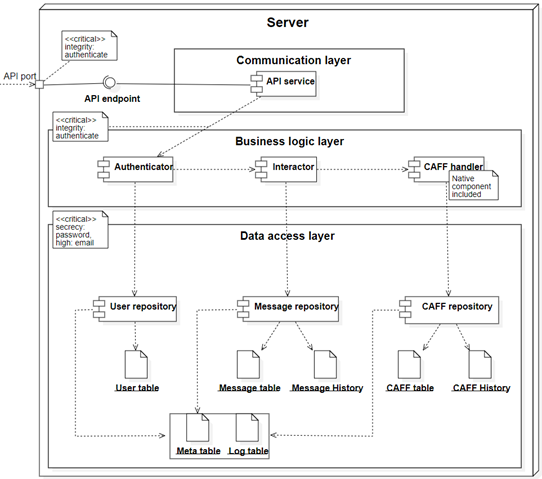 Server
<<critical>>
integrity:
authenticate
Communication layer
API port
API service
API endpoint
<<critical>>
integrity:
authenticate
Business logic layer
Authenticator
Interactor
CAFF handler
Native
component
included
<<critical>>
secrecy:
password,
high: email
Data access layer
User repository
Message repository
CAFF repository
User table
Message table
Message History
CAFF table
CAFF History
Meta table
Log table